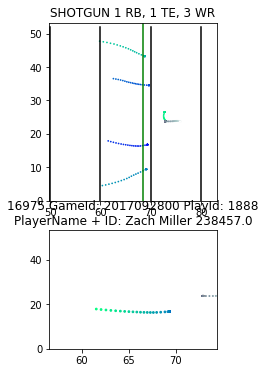 SHOTGUN 1 RB, 1 TE, 3 WR
50
40
30
20
10
0
50 60 70 80
16975 GameId: 2017092800 PlayId: 1888
PlayerName + ID: Zach Miller 238457.0
40
20
0
60 65 70